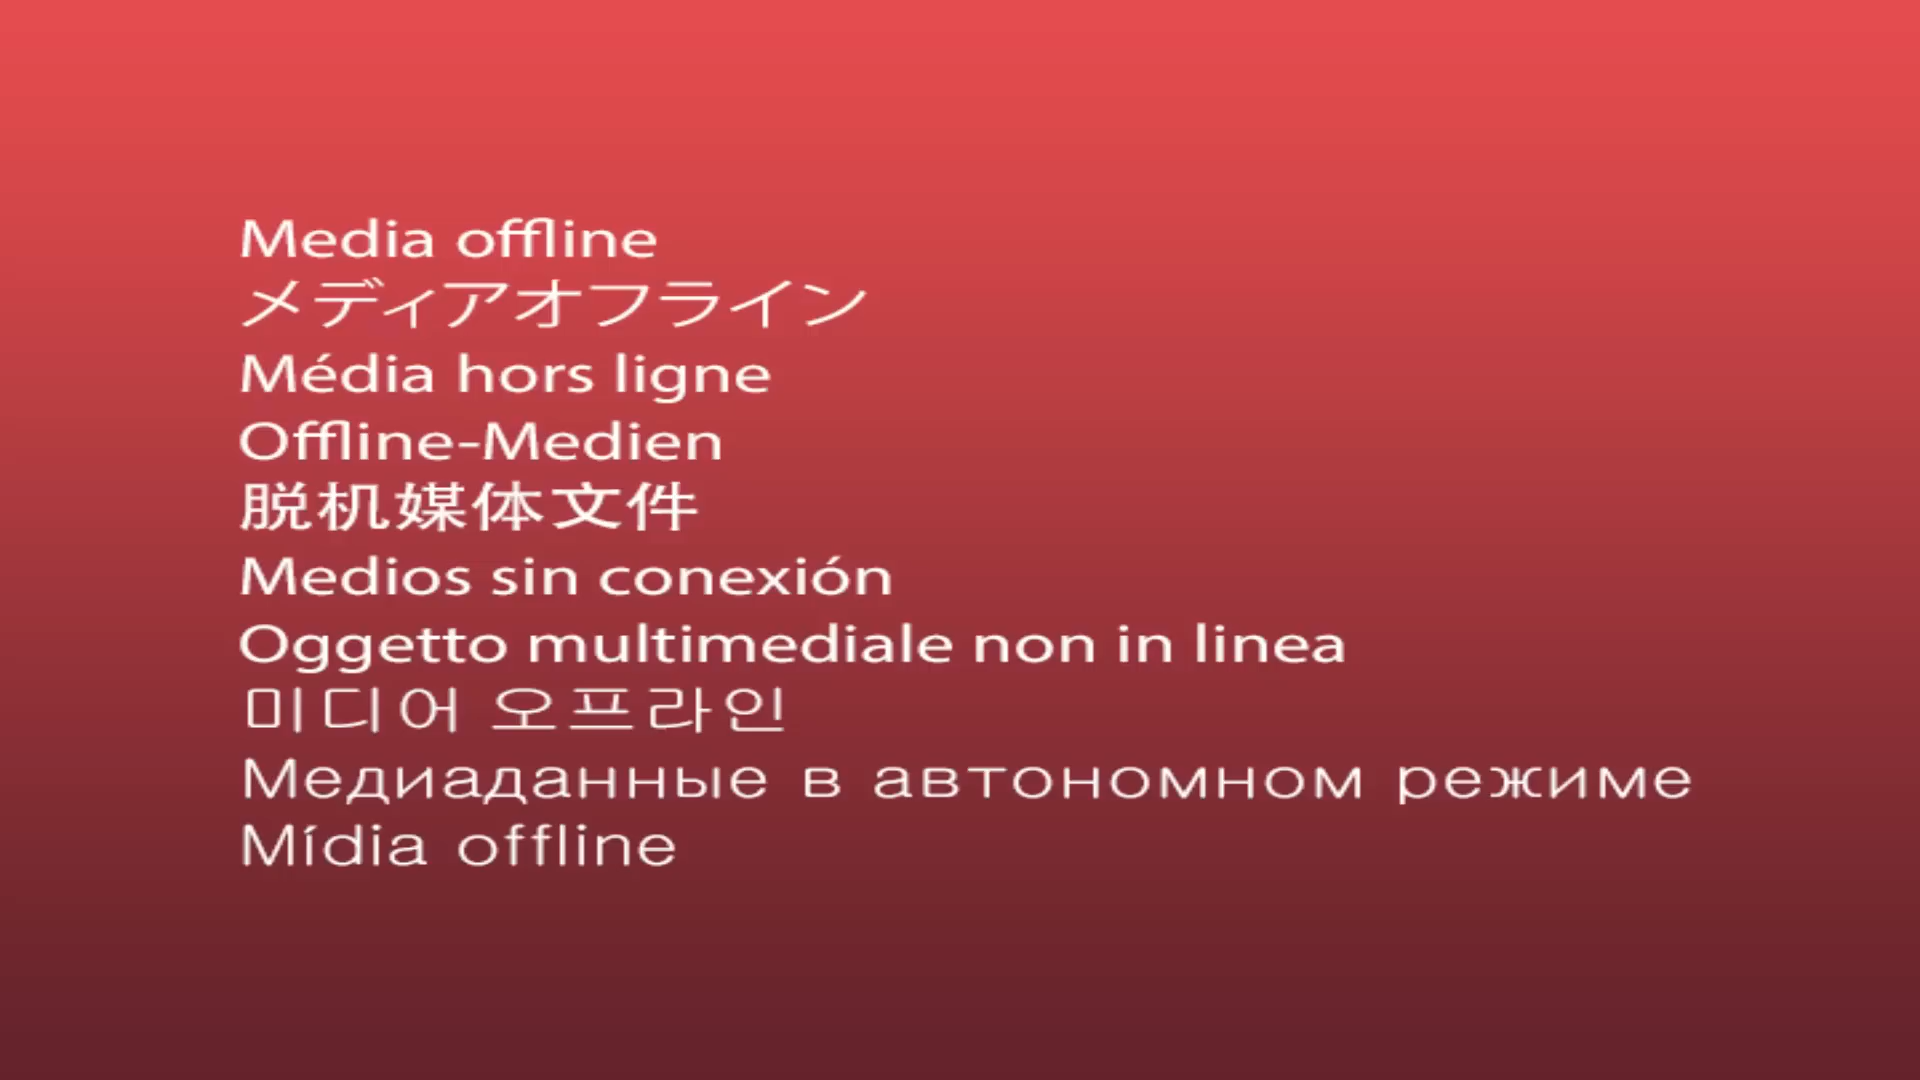 Media offline
メディアオフライン
Média hors ligne
Offline-Medien
脱机媒体文件
Medios sin conexión
Oggetto multimediale non in linea
미디어 오프라인
Медиаданные в автономном режиме
Mídia offline